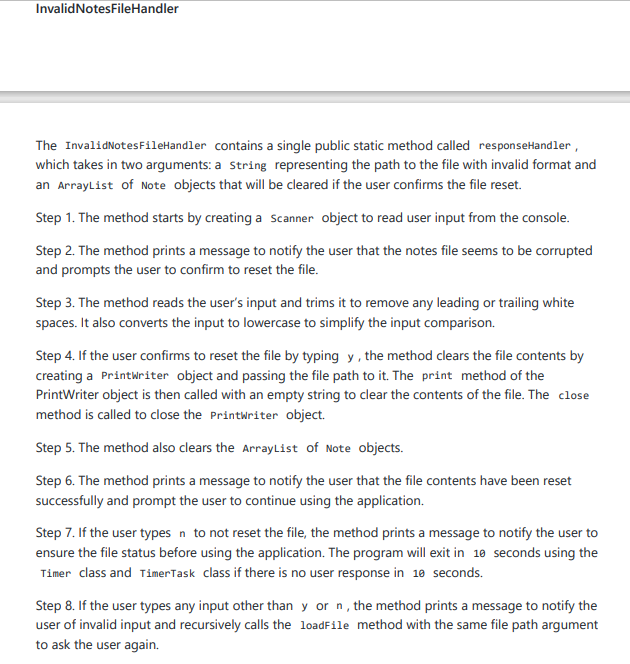 InvalidNotesFileHandler
The InvalidNotesFileHandler contains a single public static method called responseHandler ,
which takes in two arguments: a String representing the path to the file with invalid format and
an ArrayList of Note objects that will be cleared if the user confirms the file reset.
Step 1. The method starts by creating a Scanner object to read user input from the console.
Step 2. The method prints a message to notify the user that the notes file seems to be corrupted
and prompts the user to confirm to reset the file.
Step 3. The method reads the user's input and trims it to remove any leading or trailing white
spaces. It also converts the input to lowercase to simplify the input comparison.
Step 4. If the user confirms to reset the file by typing y , the method clears the file contents by
creating a PrintWriter object and passing the file path to it. The print method of the
PrintWriter object is then called with an empty string to clear the contents of the file. The close
method is called to close the PrintWriter object.
Step 5. The method also clears the ArrayList of Note objects.
Step 6. The method prints a message to notify the user that the file contents have been reset
successfully and prompt the user to continue using the application.
Step 7. If the user types n to not reset the file, the method prints a message to notify the user to
ensure the file status before using the application. The program will exit in 10 seconds using the
Timer class and TimerTask class if there is no user response in 10 seconds.
Step 8. If the user types any input other than y or n , the method prints a message to notify the
user of invalid input and recursively calls the loadFile method with the same file path argument
to ask the user again.